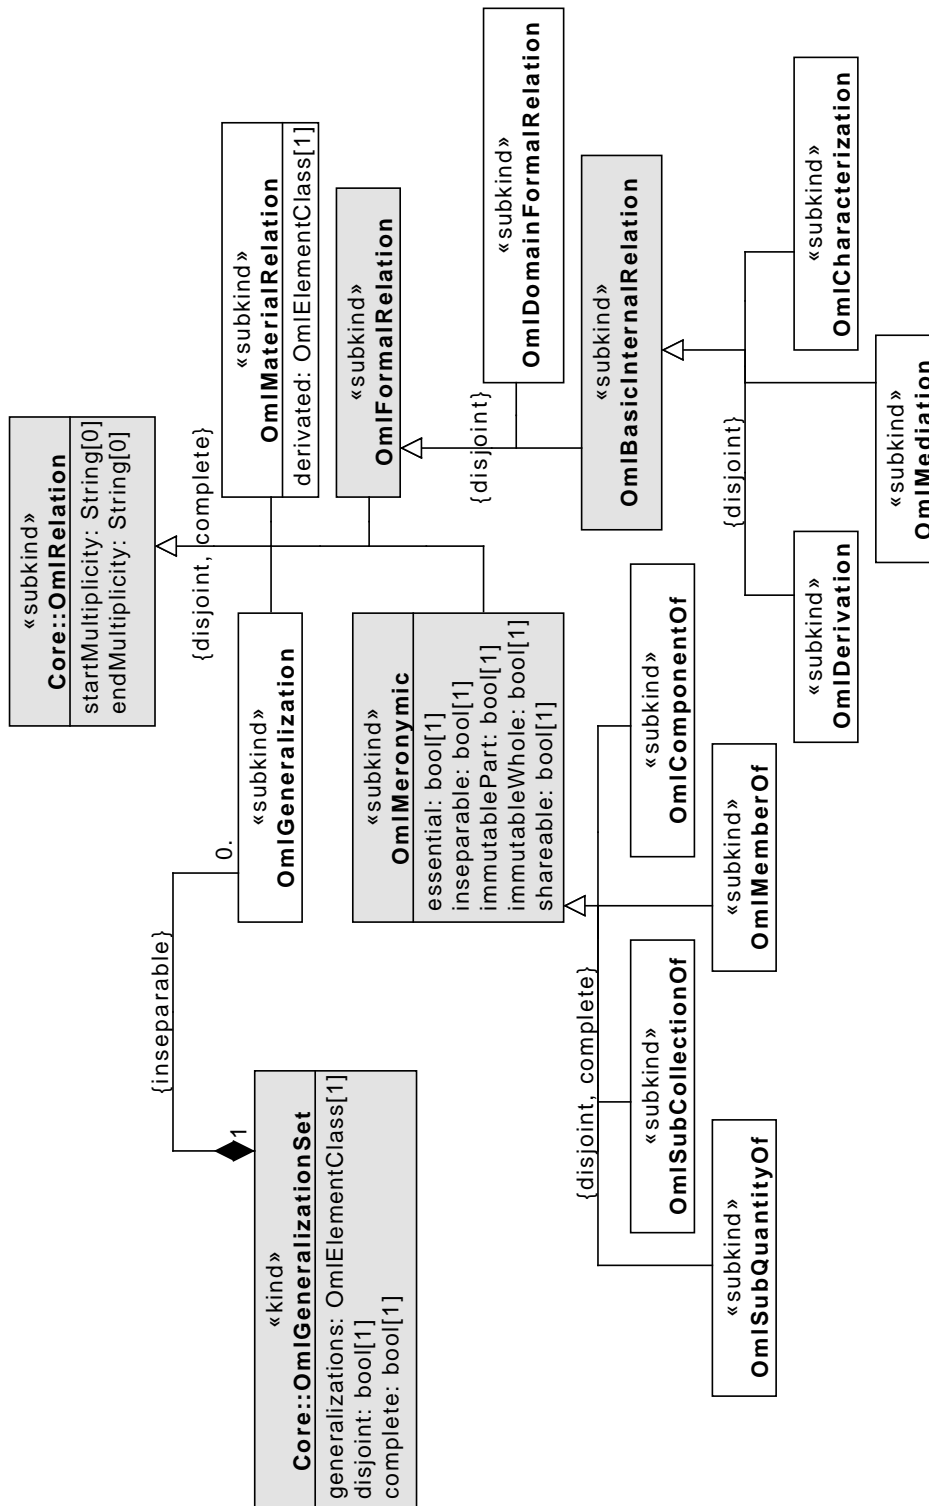 «subkind»
Core::OmlRelation
startMultiplicity: String[0]
endMultiplicity: String[0]
{disjoint, complete}
«subkind»
OmlMaterialRelation
derivated: OmlElementClass[1]
«subkind»
OmlFormalRelation
{disjoint}
«subkind»
OmlDomainFormalRelation
«subkind»
OmlBasicInternalRelation
{disjoint}
«subkind»
OmlCharacterization
«subkind»
OmlMediation
«subkind»
OmlDerivation
«subkind»
OmlGeneralization
0.
{inseparable}
1
«kind»
Core::OmlGeneralizationSet
generalizations: OmlElementClass[1]
disjoint: bool[1]
complete: bool[1]
«subkind»
OmlMeronymic
essential: bool[1]
inseparable: bool[1]
immutablePart: bool[1]
immutableWhole: bool[1]
shareable: bool[1]
{disjoint, complete}
«subkind»
OmlSubQuantityOf
«subkind»
OmlSubCollectionOf
«subkind»
OmlMemberOf
«subkind»
OmlComponentOf